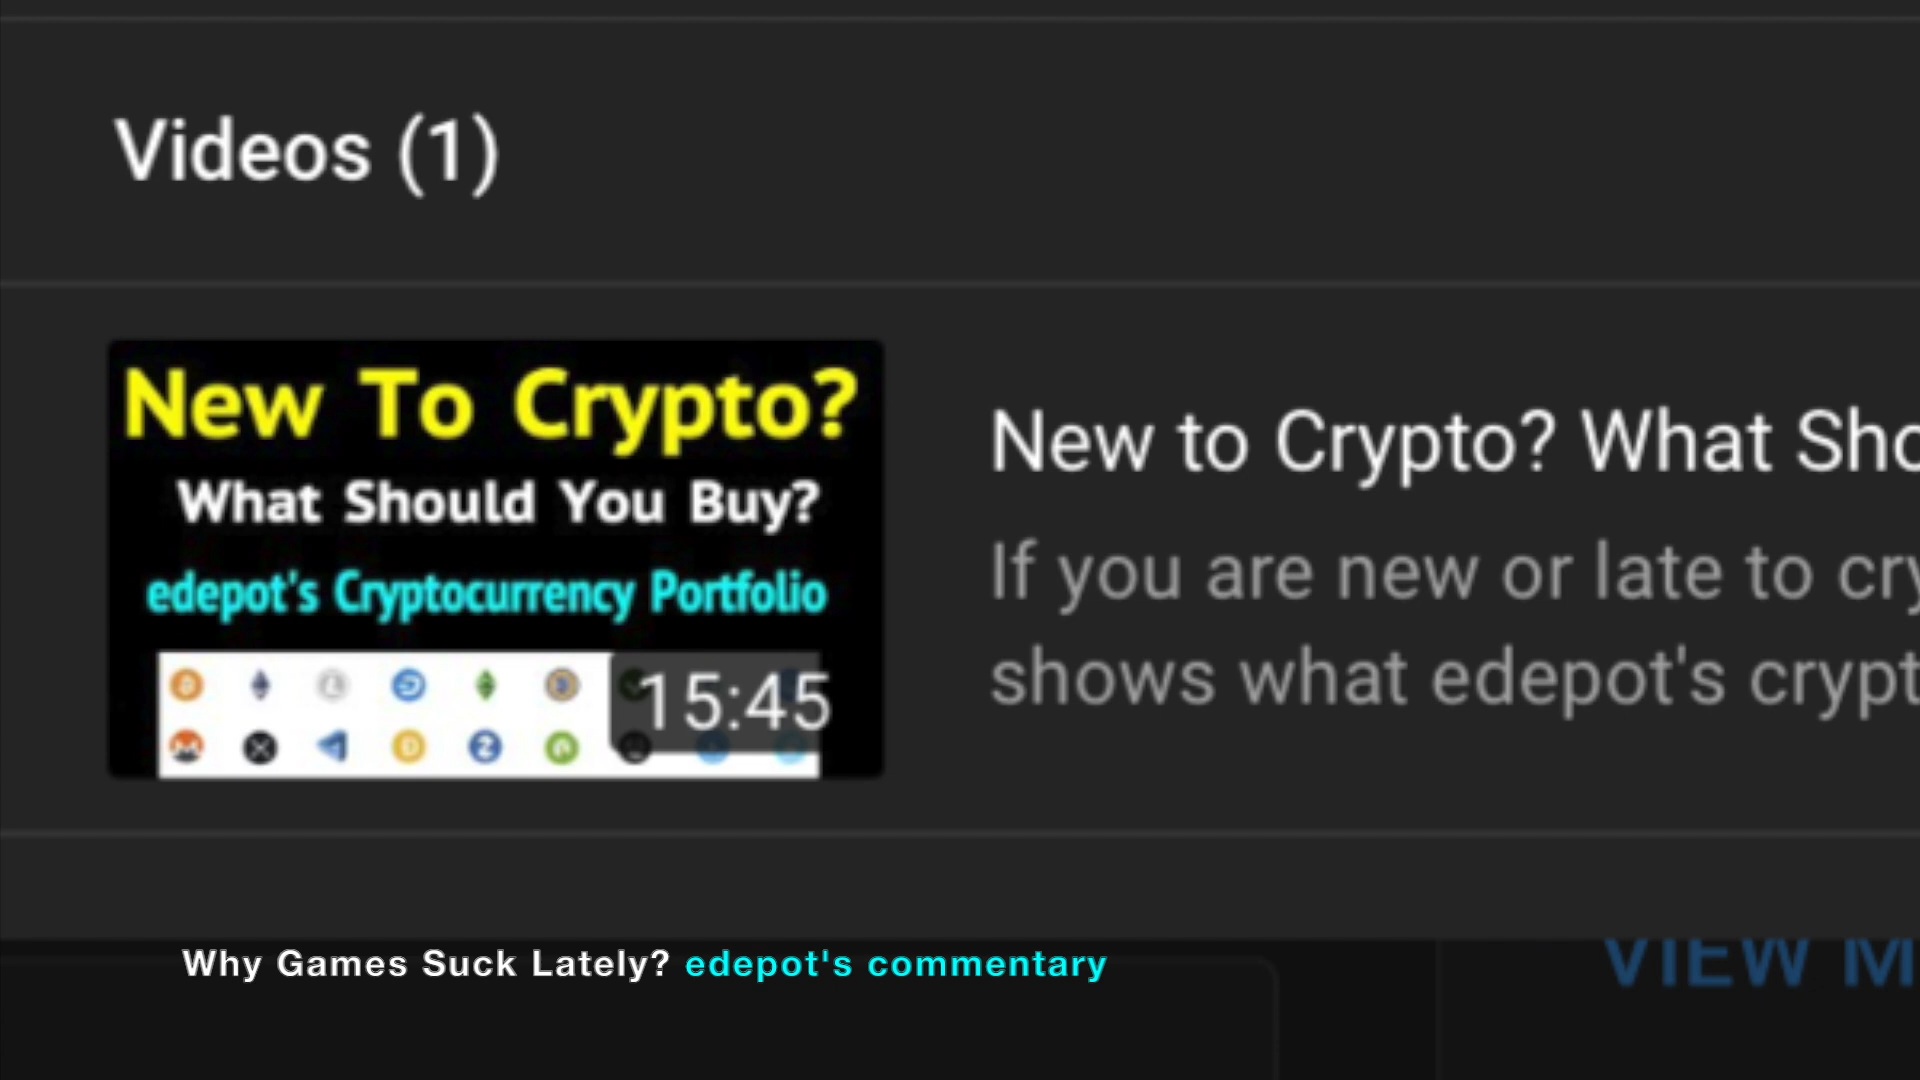 Videos (1)
New To Crypto?
What Should You Buy?
edepot's Cryptocurrency Portfolio
15:45
New to Crypto? What Sho
If you are new or late to cry
shows what edepot's crypt
VIEW M
Why Games Suck Lately? edepot's commentary